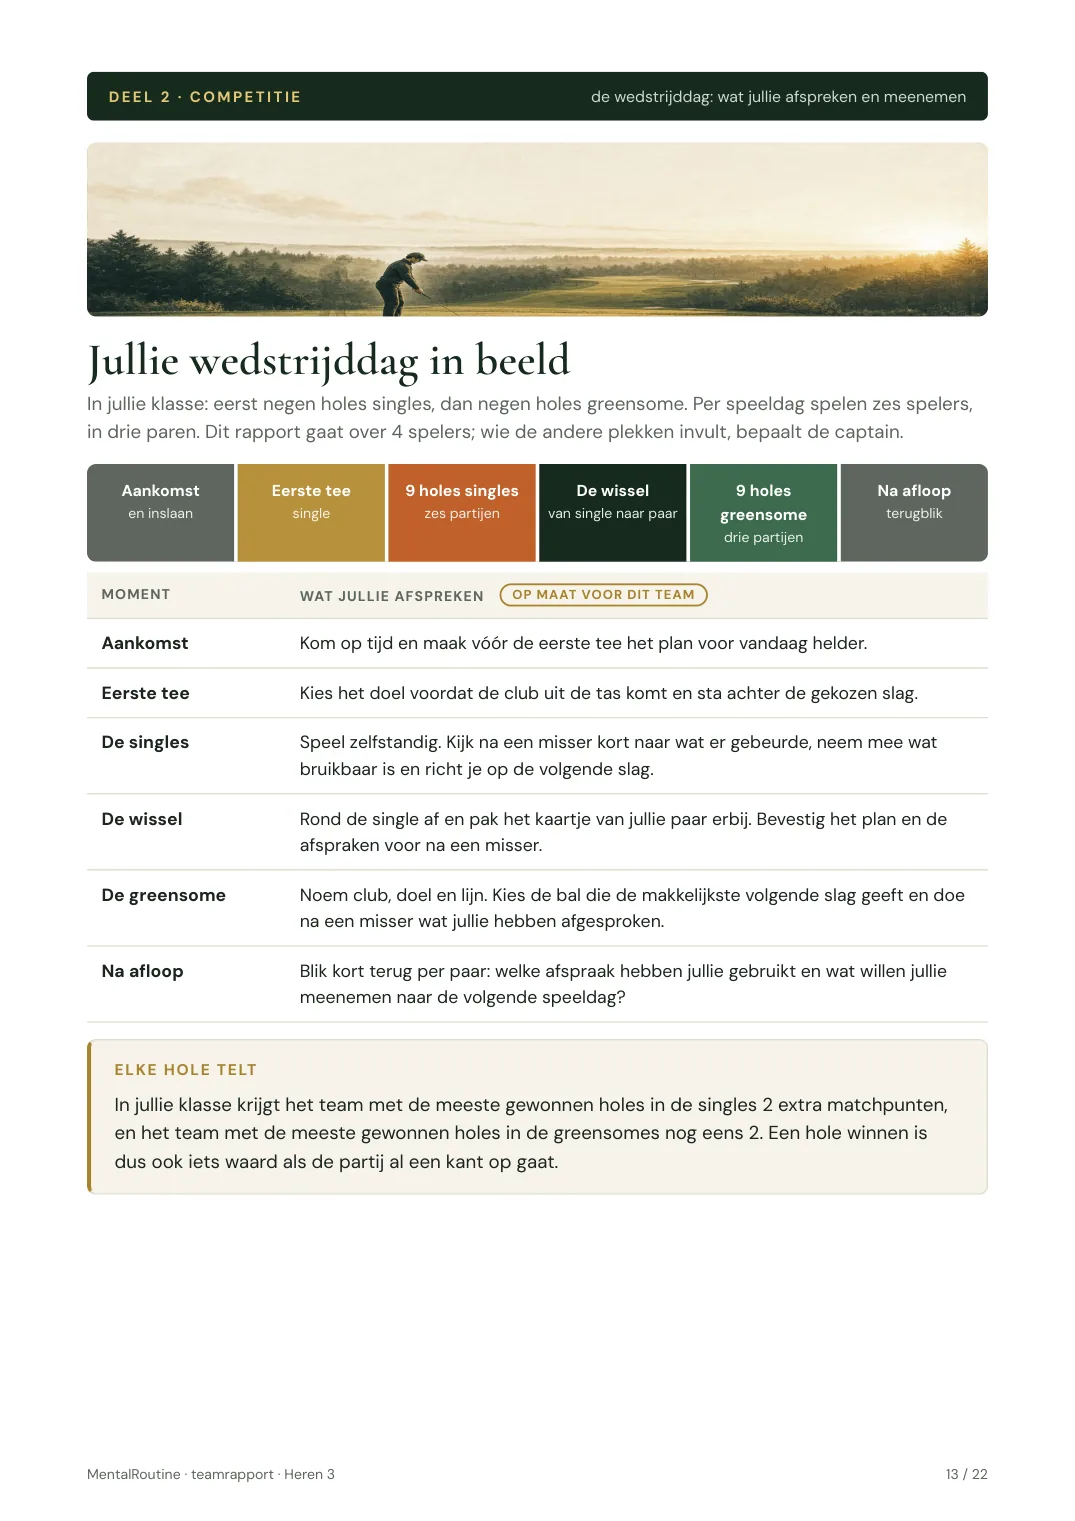 DEEL 2 · COMPETITIE
de wedstrijddag: wat jullie afspreken en meenemen
Jullie wedstrijddag in beeld
In jullie klasse: eerst negen holes singles, dan negen holes greensome. Per speeldag spelen zes spelers,
in drie paren. Dit rapport gaat over 4 spelers; wie de andere plekken invult, bepaalt de captain.
Aankomst
en inslaan
Eerste tee
single
9 holes singles
zes partijen
De wissel
van single naar paar
9 holes
greensome
drie partijen
Na afloop
terugblik
MOMENT
WAT JULLIE AFSPREKEN
OP MAAT VOOR DIT TEAM
Aankomst
Kom op tijd en maak vóór de eerste tee het plan voor vandaag helder.
Eerste tee
Kies het doel voordat de club uit de tas komt en sta achter de gekozen slag.
De singles
Speel zelfstandig. Kijk na een misser kort naar wat er gebeurde, neem mee wat
bruikbaar is en richt je op de volgende slag.
De wissel
Rond de single af en pak het kaartje van jullie paar erbij. Bevestig het plan en de
afspraken voor na een misser.
De greensome
Noem club, doel en lijn. Kies de bal die de makkelijkste volgende slag geeft en doe
na een misser wat jullie hebben afgesproken.
Na afloop
Blik kort terug per paar: welke afspraak hebben jullie gebruikt en wat willen jullie
meenemen naar de volgende speeldag?
ELKE HOLE TELT
In jullie klasse krijgt het team met de meeste gewonnen holes in de singles 2 extra matchpunten,
en het team met de meeste gewonnen holes in de greensomes nog eens 2. Een hole winnen is
dus ook iets waard als de partij al een kant op gaat.
MentalRoutine · teamrapport · Heren 3
13 / 22